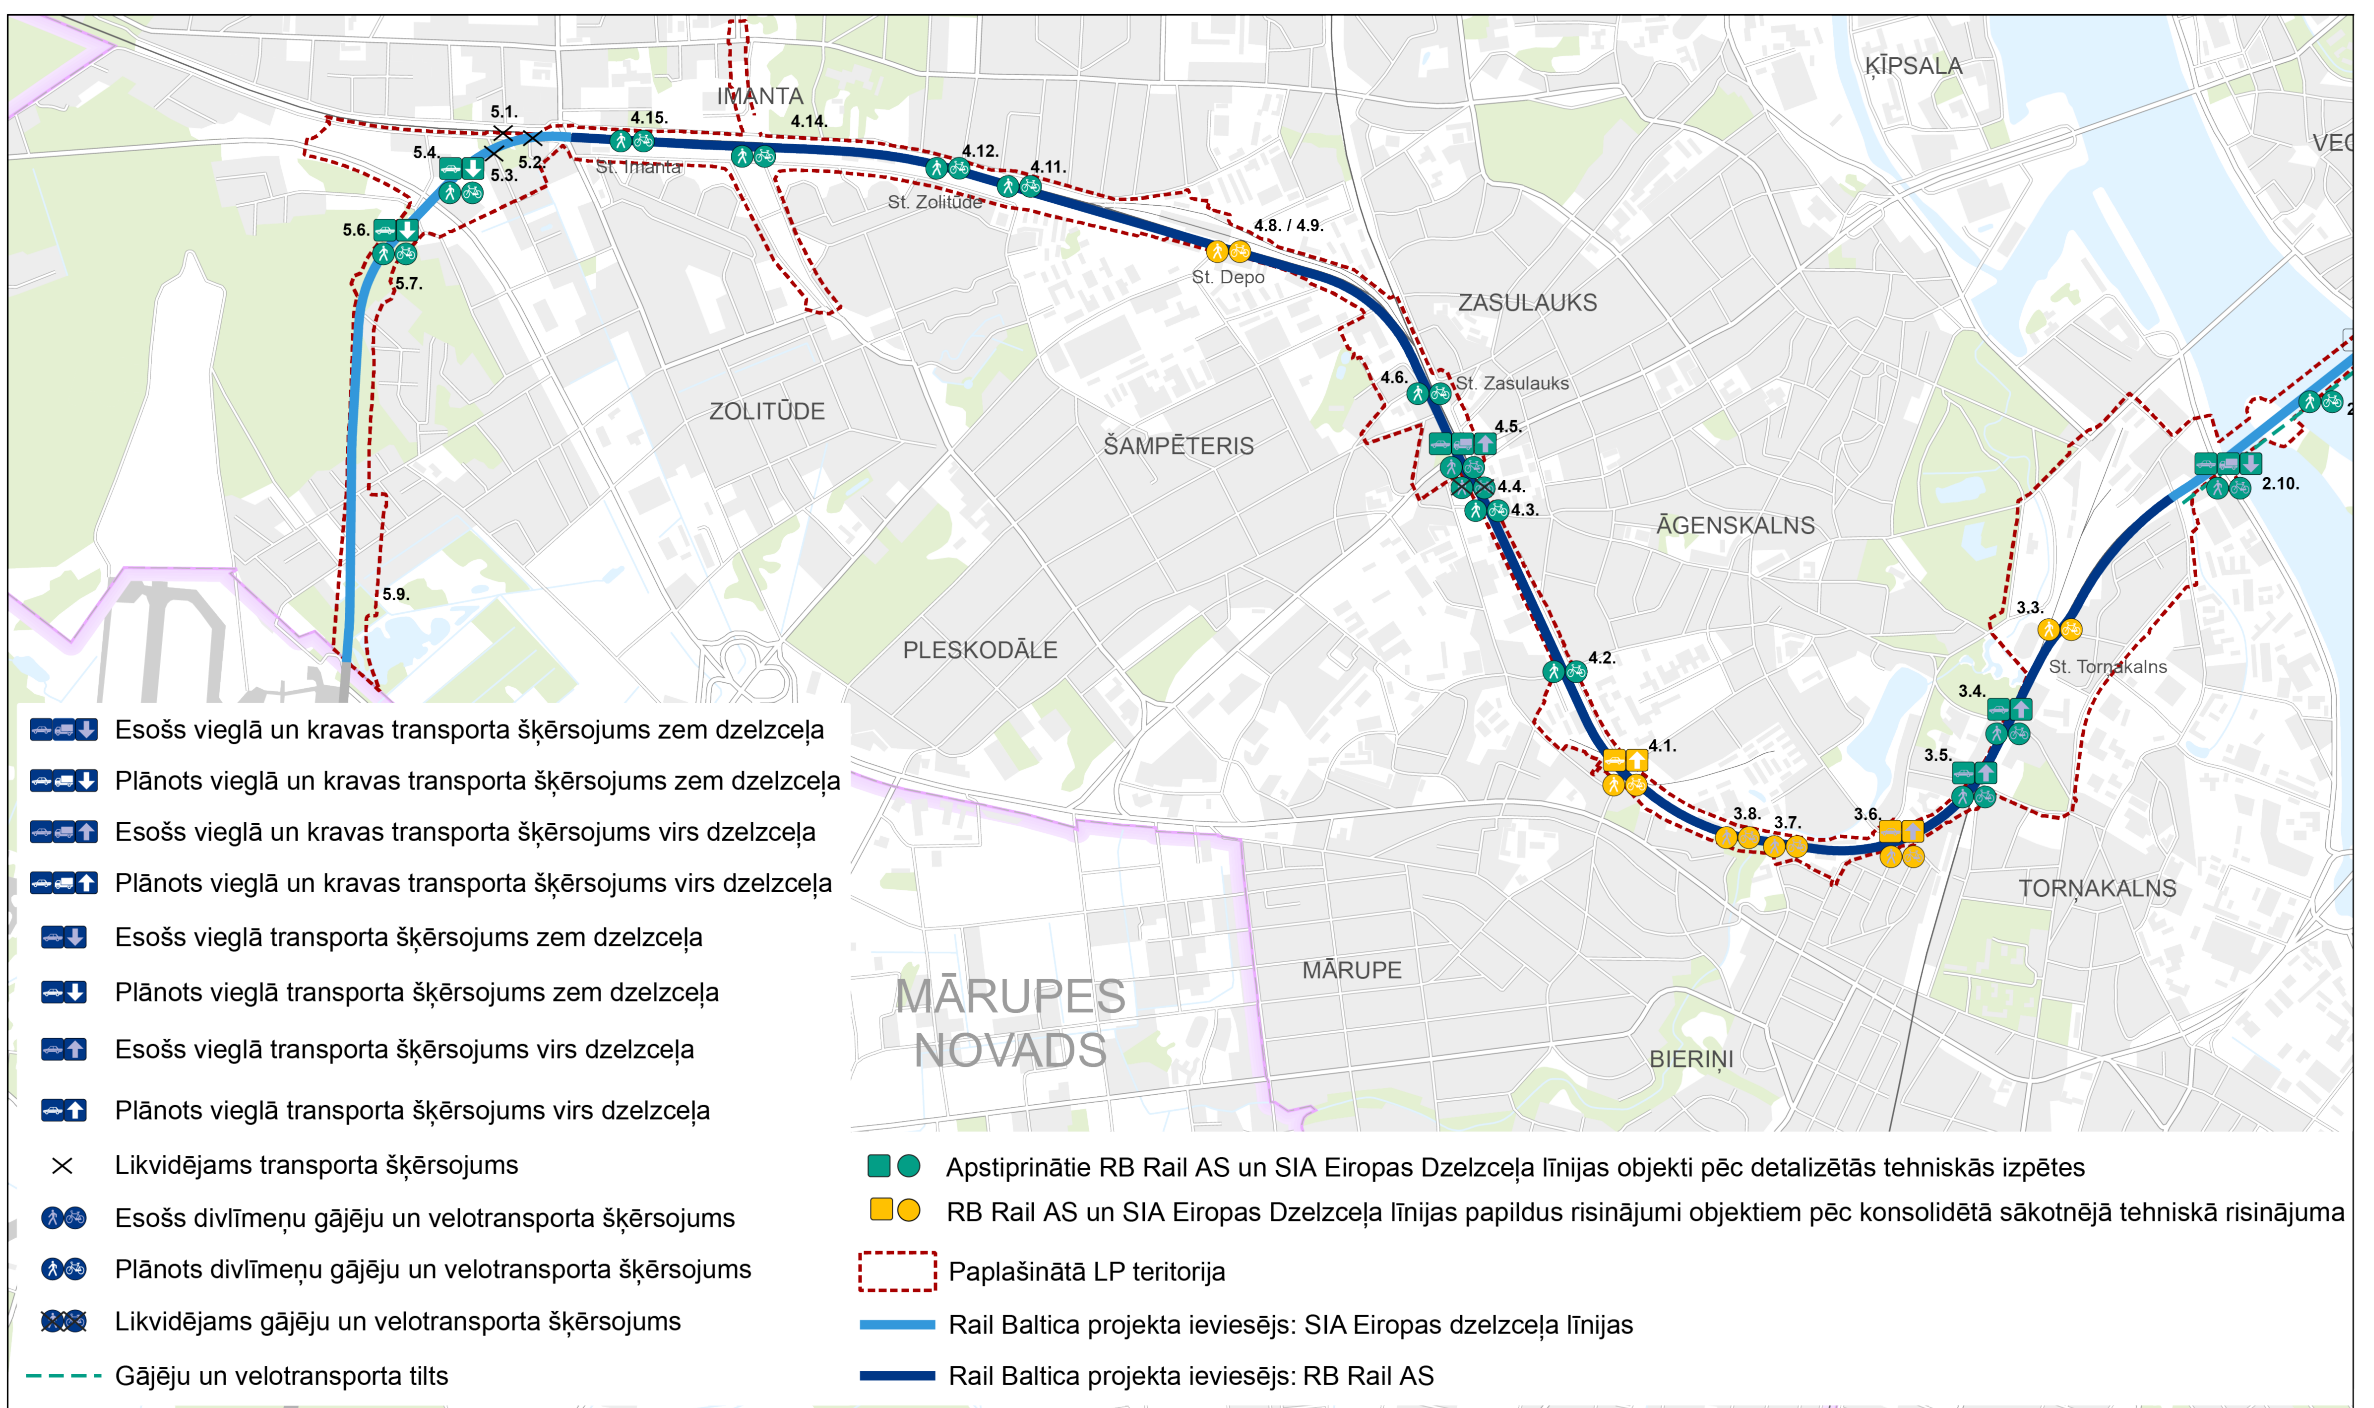 ĶĪPSALA
IMANTA
5.1.
4.15.
4.14.
VEC
5.4.
5.2.
5.3.
St. Imanta
4.12.
4.11.
St. Zolitūde
5.6.
5.7.
4.8. / 4.9.
St. Depo
ZASULAUKS
4.6.
St. Zasulauks
ZOLITŪDE
ŠAMPĒTERIS
4.5.
2
4.4.
4.3.
2.10.
ĀGENSKALNS
5.9.
3.3.
PLESKODĀLE
4.2.
St. Torņakalns
3.4.
4.1.
3.5.
3.8.
3.7.
3.6.
TORŅAKALNS
MĀRUPE
MĀRUPES
NOVADS
BIERIŅI
Esošs vieglā un kravas transporta šķērsojums zem dzelzceļa
Plānots vieglā un kravas transporta šķērsojums zem dzelzceļa
Esošs vieglā un kravas transporta šķērsojums virs dzelzceļa
Plānots vieglā un kravas transporta šķērsojums virs dzelzceļa
Esošs vieglā transporta šķērsojums zem dzelzceļa
Plānots vieglā transporta šķērsojums zem dzelzceļa
Esošs vieglā transporta šķērsojums virs dzelzceļa
Plānots vieglā transporta šķērsojums virs dzelzceļa
Likvidējams transporta šķērsojums
Esošs divlīmeņu gājēju un velotransporta šķērsojums
Plānots divlīmeņu gājēju un velotransporta šķērsojums
Likvidējams gājēju un velotransporta šķērsojums
Gājēju un velotransporta tilts
Apstiprinātie RB Rail AS un SIA Eiropas Dzelzceļa līnijas objekti pēc detalizētās tehniskās izpētes
RB Rail AS un SIA Eiropas Dzelzceļa līnijas papildus risinājumi objektiem pēc konsolidētā sākotnējā tehniskā risinājuma
Paplašinātā LP teritorija
Rail Baltica projekta ieviesējs: SIA Eiropas dzelzceļa līnijas
Rail Baltica projekta ieviesējs: RB Rail AS